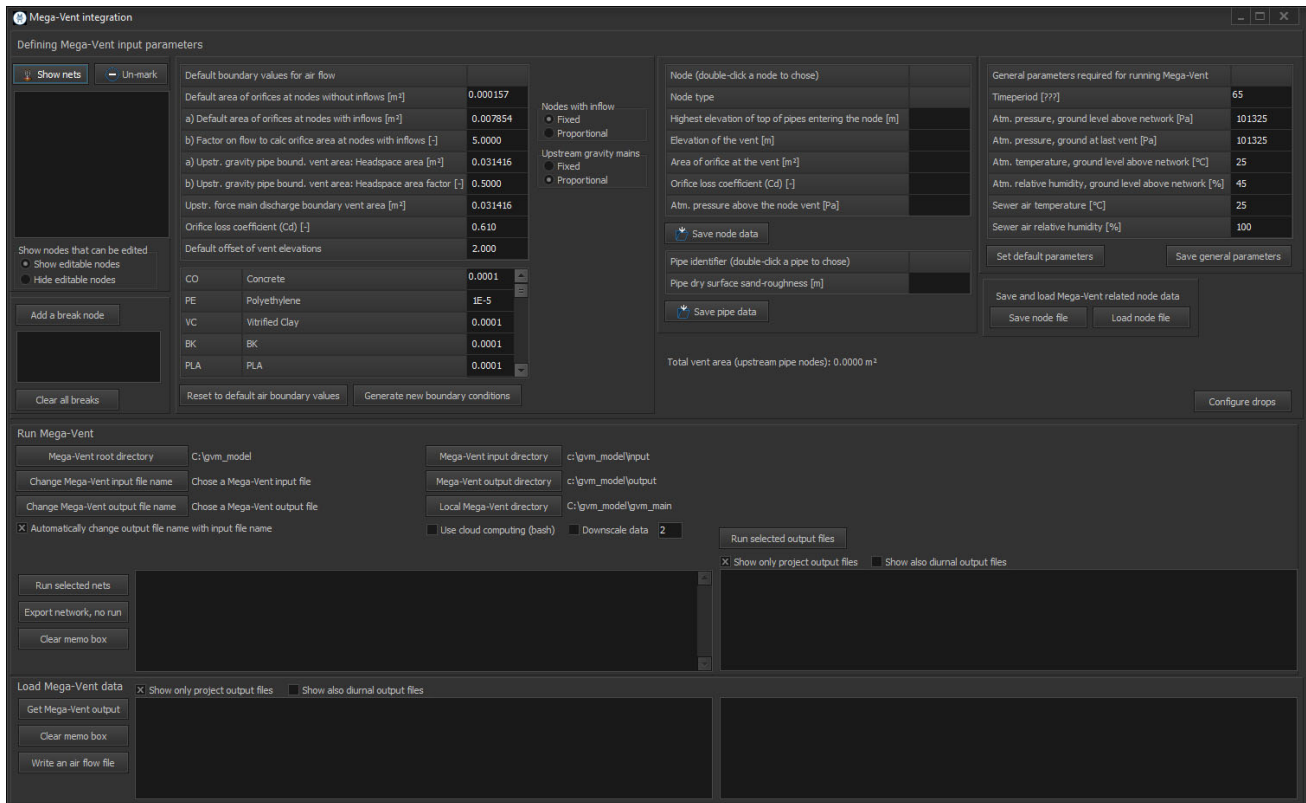 Mega-Vent integration
Defining Mega-Vent input parameters
Show nets
Un-mark
Show nodes that can be edited
Show editable nodes
Hide editable nodes
Add a break node
Clear all breaks
Default boundary values for air flow
Default area of orifices at nodes without inflows [m²] 0.000157
a) Default area of orifices at nodes with inflows [m²] 0.007854
b) Factor on flow to calc orifice area at nodes with inflows [-] 5.0000
a) Upstr. gravity pipe bound. vent area: Headspace area [m²] 0.031416
b) Upstr. gravity pipe bound. vent area: Headspace area factor [-] 0.5000
Upstr. force main discharge boundary vent area [m²] 0.031416
Orifice loss coefficient (Cd) [-] 0.610
Default offset of vent elevations 2.000
Nodes with inflow
Fixed
Proportional
Upstream gravity mains
Fixed
Proportional
CO Concrete 0.0001
PE Polyethylene 1E-5
VC Vitrified Clay 0.0001
BK BK 0.0001
PLA PLA 0.0001
Reset to default air boundary values
Generate new boundary conditions
Node (double-click a node to chose)
Node type
Highest elevation of top of pipes entering the node [m]
Elevation of the vent [m]
Area of orifice at the vent [m²]
Orifice loss coefficient (Cd) [-]
Atm. pressure above the node vent [Pa]
Save node data
Pipe identifier (double-click a pipe to chose)
Pipe dry surface sand-roughness [m]
Save pipe data
Total vent area (upstream pipe nodes): 0.0000 m²
General parameters required for running Mega-Vent
Timeperiod [???] 65
Atm. pressure, ground level above network [Pa] 101325
Atm. pressure, ground at last vent [Pa] 101325
Atm. temperature, ground level above network [°C] 25
Atm. relative humidity, ground level above network [%] 45
Sewer air temperature [°C] 25
Sewer air relative humidity [%] 100
Set default parameters
Save general parameters
Save and load Mega-Vent related node data
Save node file
Load node file
Configure drops
Run Mega-Vent
Mega-Vent root directory C:\gvm_model
Mega-Vent input directory c:\gvm_model\input
Change Mega-Vent input file name Chose a Mega-Vent input file
Mega-Vent output directory c:\gvm_model\output
Change Mega-Vent output file name Chose a Mega-Vent output file
Local Mega-Vent directory C:\gvm_model\gvm_main
Automatically change output file name with input file name
Use cloud computing (bash)
Downscale data 2
Run selected output files
Show only project output files
Show also diurnal output files
Run selected nets
Export network, no run
Clear memo box
Load Mega-Vent data
Show only project output files
Show also diurnal output files
Get Mega-Vent output
Clear memo box
Write an air flow file